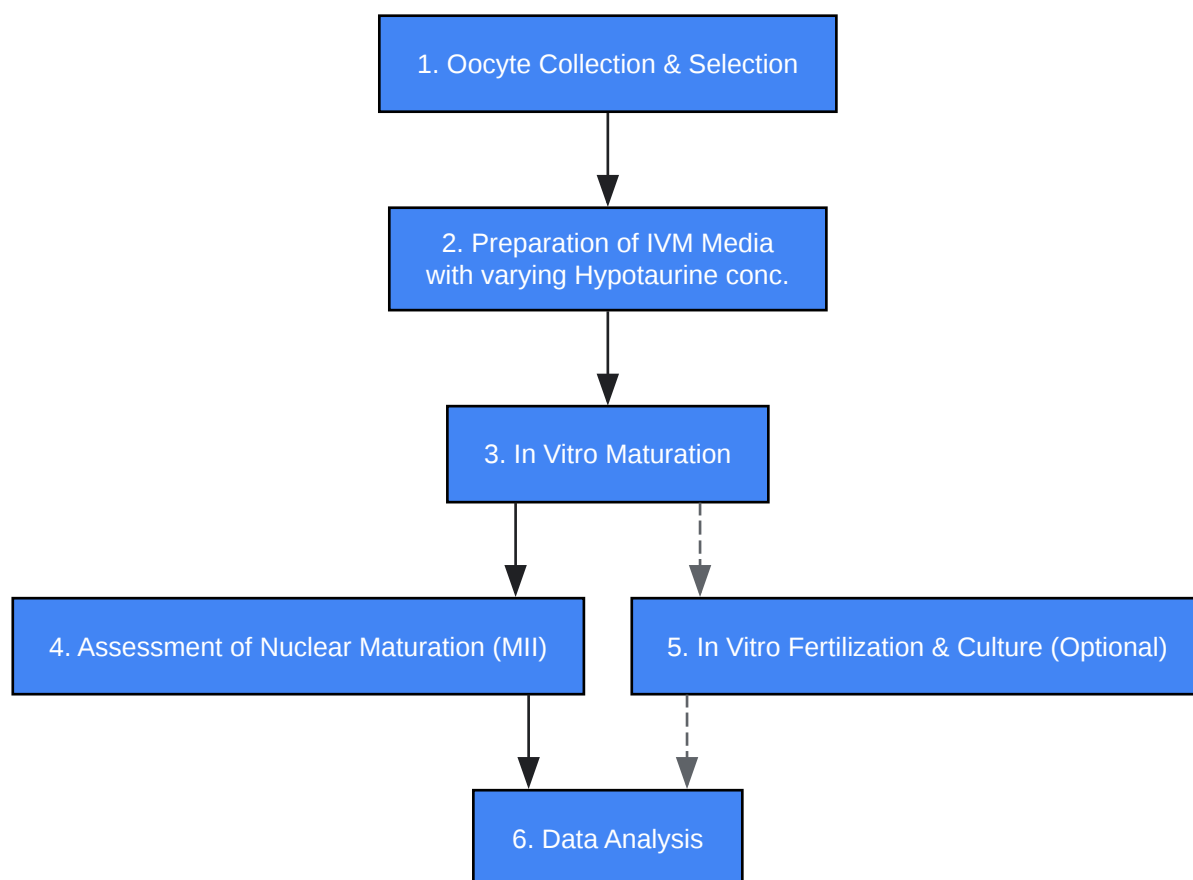 1. Oocyte Collection & Selection
2. Preparation of IVM Media
with varying Hypotaurine conc.
3. In Vitro Maturation
4. Assessment of Nuclear Maturation (MII)
5. In Vitro Fertilization & Culture (Optional)
6. Data Analysis